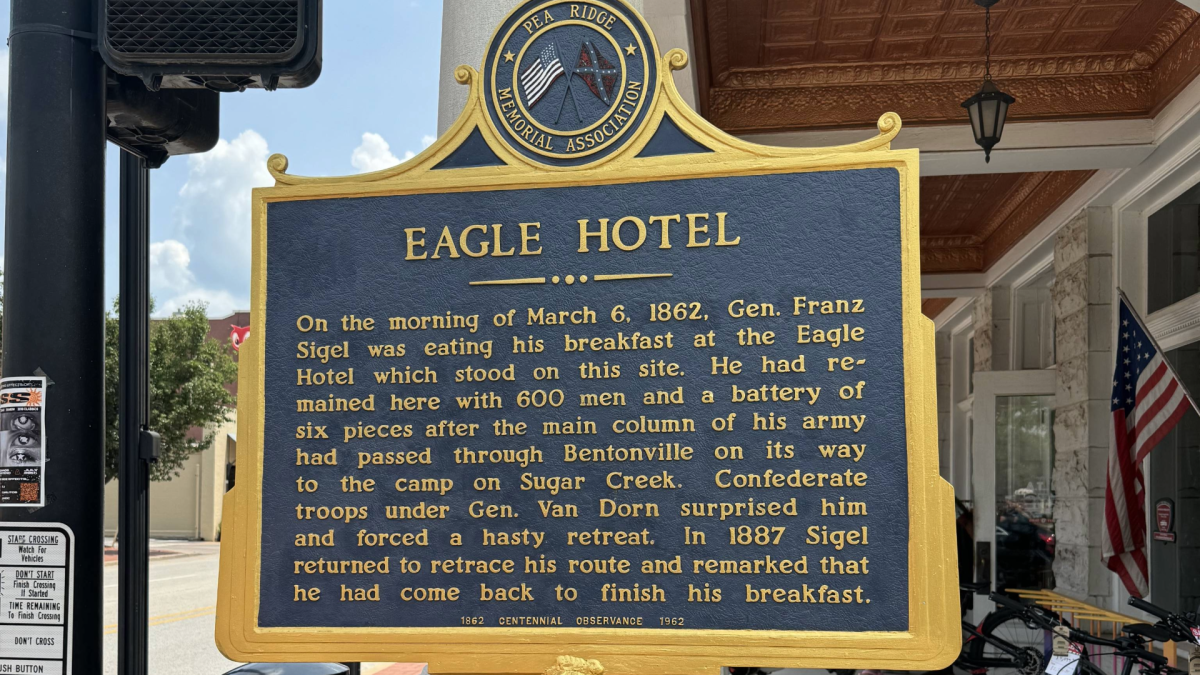 PEA RIDGE
MEMORIAL ASSOCIATION
EAGLE HOTEL
On the morning of March 6, 1862, Gen. Franz
Sigel was eating his breakfast at the Eagle
Hotel which stood on this site. He had re-
mained here with 600 men and a battery of
six pieces after the main column of his army
had passed through Bentonville on its way
to the camp on Sugar Creek. Confederate
troops under Gen. Van Dorn surprised him
and forced a hasty retreat. In 1887 Sigel
returned to retrace his route and remarked that
he had come back to finish his breakfast.
1862 CENTENNIAL OBSERVANCE 1962
START CROSSING
Watch For
Vehicles
DON'T START
Finish Crossing
If Started
TIME REMAINING
To Finish Crossing
DON'T CROSS
PUSH BUTTON